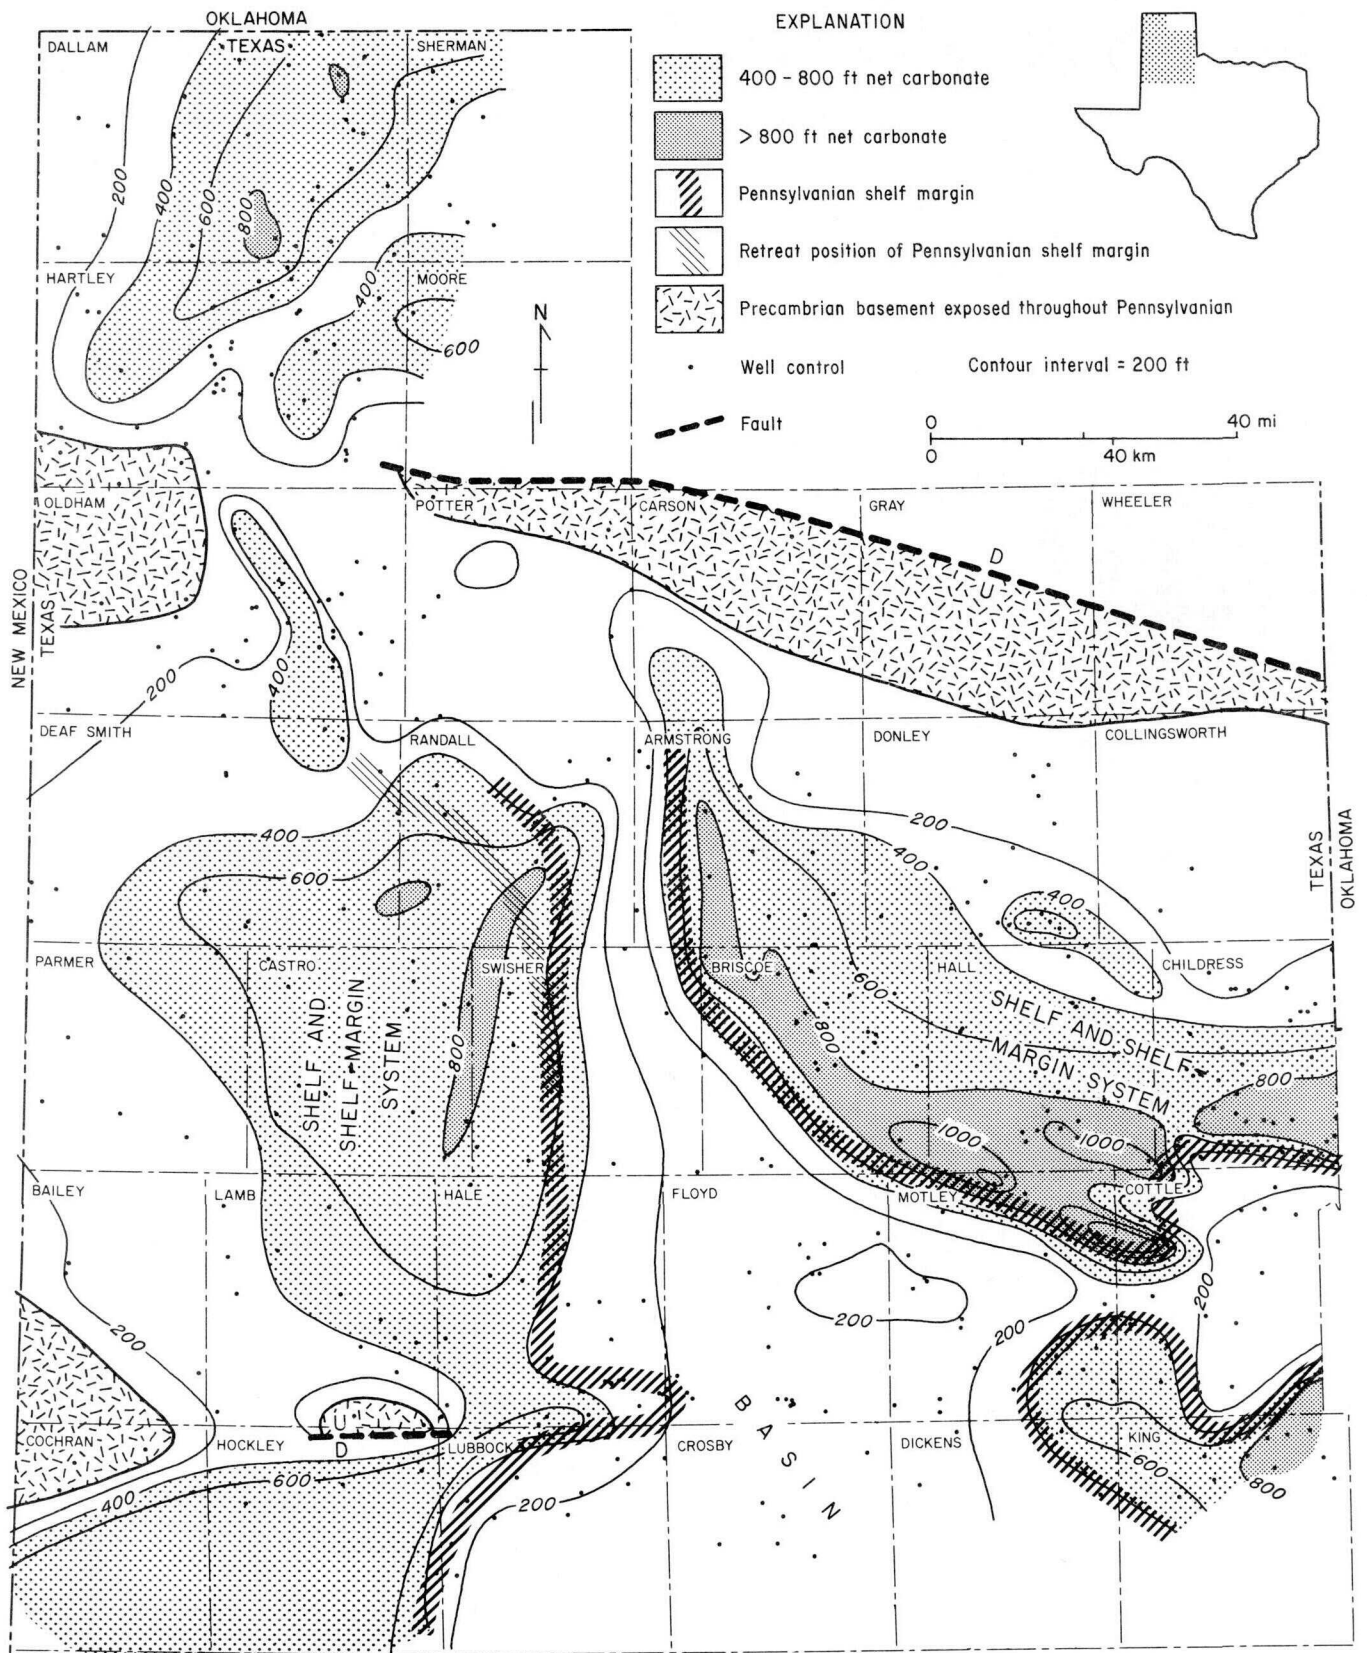 OKLAHOMA
TEXAS
EXPLANATION
400 - 800 ft net carbonate
> 800 ft net carbonate
Pennsylvanian shelf margin
Retreat position of Pennsylvanian shelf margin
Precambrian basement exposed throughout Pennsylvanian
Well control
Contour interval = 200 ft
Fault
0 40 mi
0 40 km
N
DALLAM
SHERMAN
200
400
600
800
HARTLEY
MOORE
400
600
OLDHAM
POTTER
CARSON
GRAY
WHEELER
D
U
NEW MEXICO
TEXAS
200
400
DEAF SMITH
RANDALL
ARMSTRONG
DONLEY
COLLINGSWORTH
200
400
400
600
400
TEXAS
OKLAHOMA
PARMER
CASTRO
SWISHER
BRISCOE
HALL
CHILDRESS
SHELF AND
SHELF-MARGIN
SYSTEM
800
600
800
SHELF AND SHELF-
MARGIN SYSTEM
800
1000
1000
BAILEY
LAMB
HALE
FLOYD
MOTLEY
COTTLE
200
200
200
200
BASIN
U
D
COCHRAN
HOCKLEY
LUBBOCK
CROSBY
DICKENS
KING
400
600
200
600
800